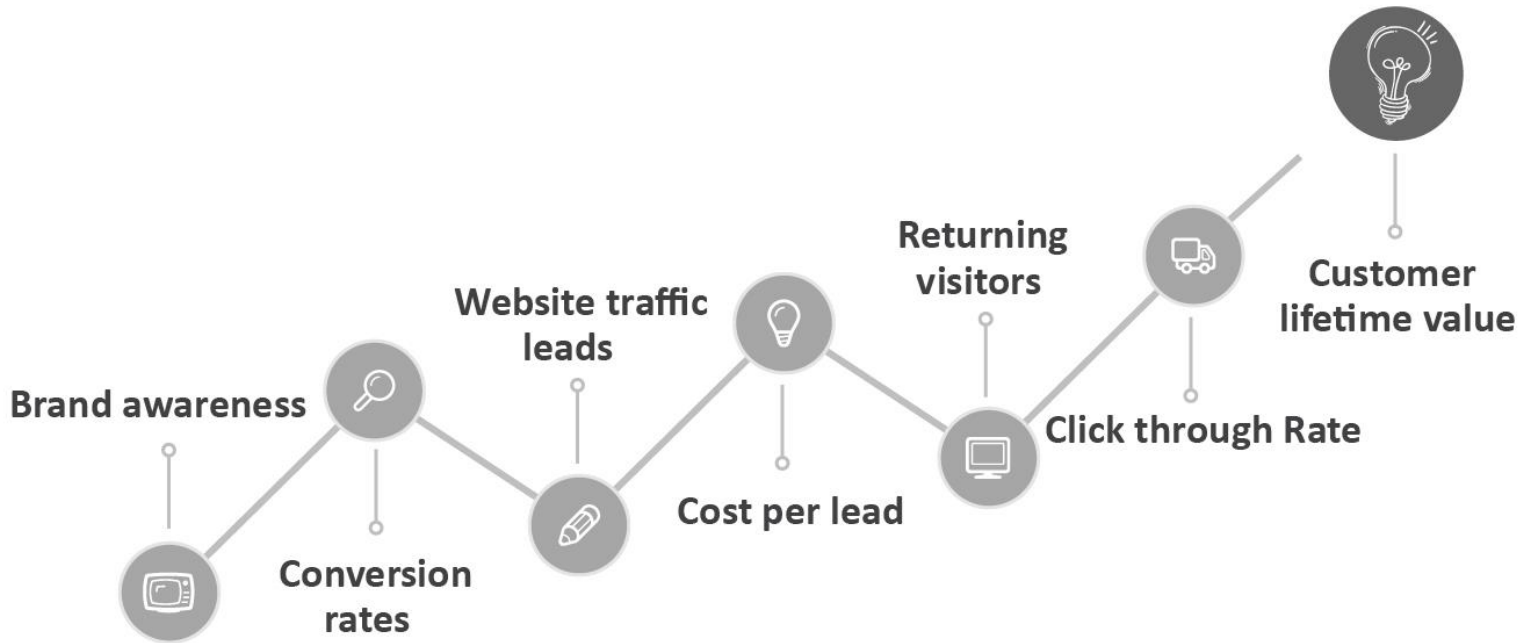 Brand awareness
Conversion
rates
Website traffic
leads
Cost per lead
Returning
visitors
Click through Rate
Customer
lifetime value